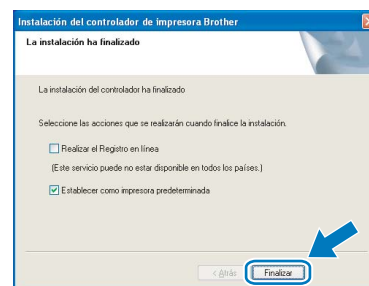 Instalación del controlador de impresora Brother
La instalación ha finalizado
La instalación del controlador ha finalizado
Seleccione las acciones que se realizarán cuando finalice la instalación.
Realizar el Registro en línea
(Este servicio puede no estar disponible en todos los países.)
Establecer como impresora predeterminada
< Atrás
Finalizar